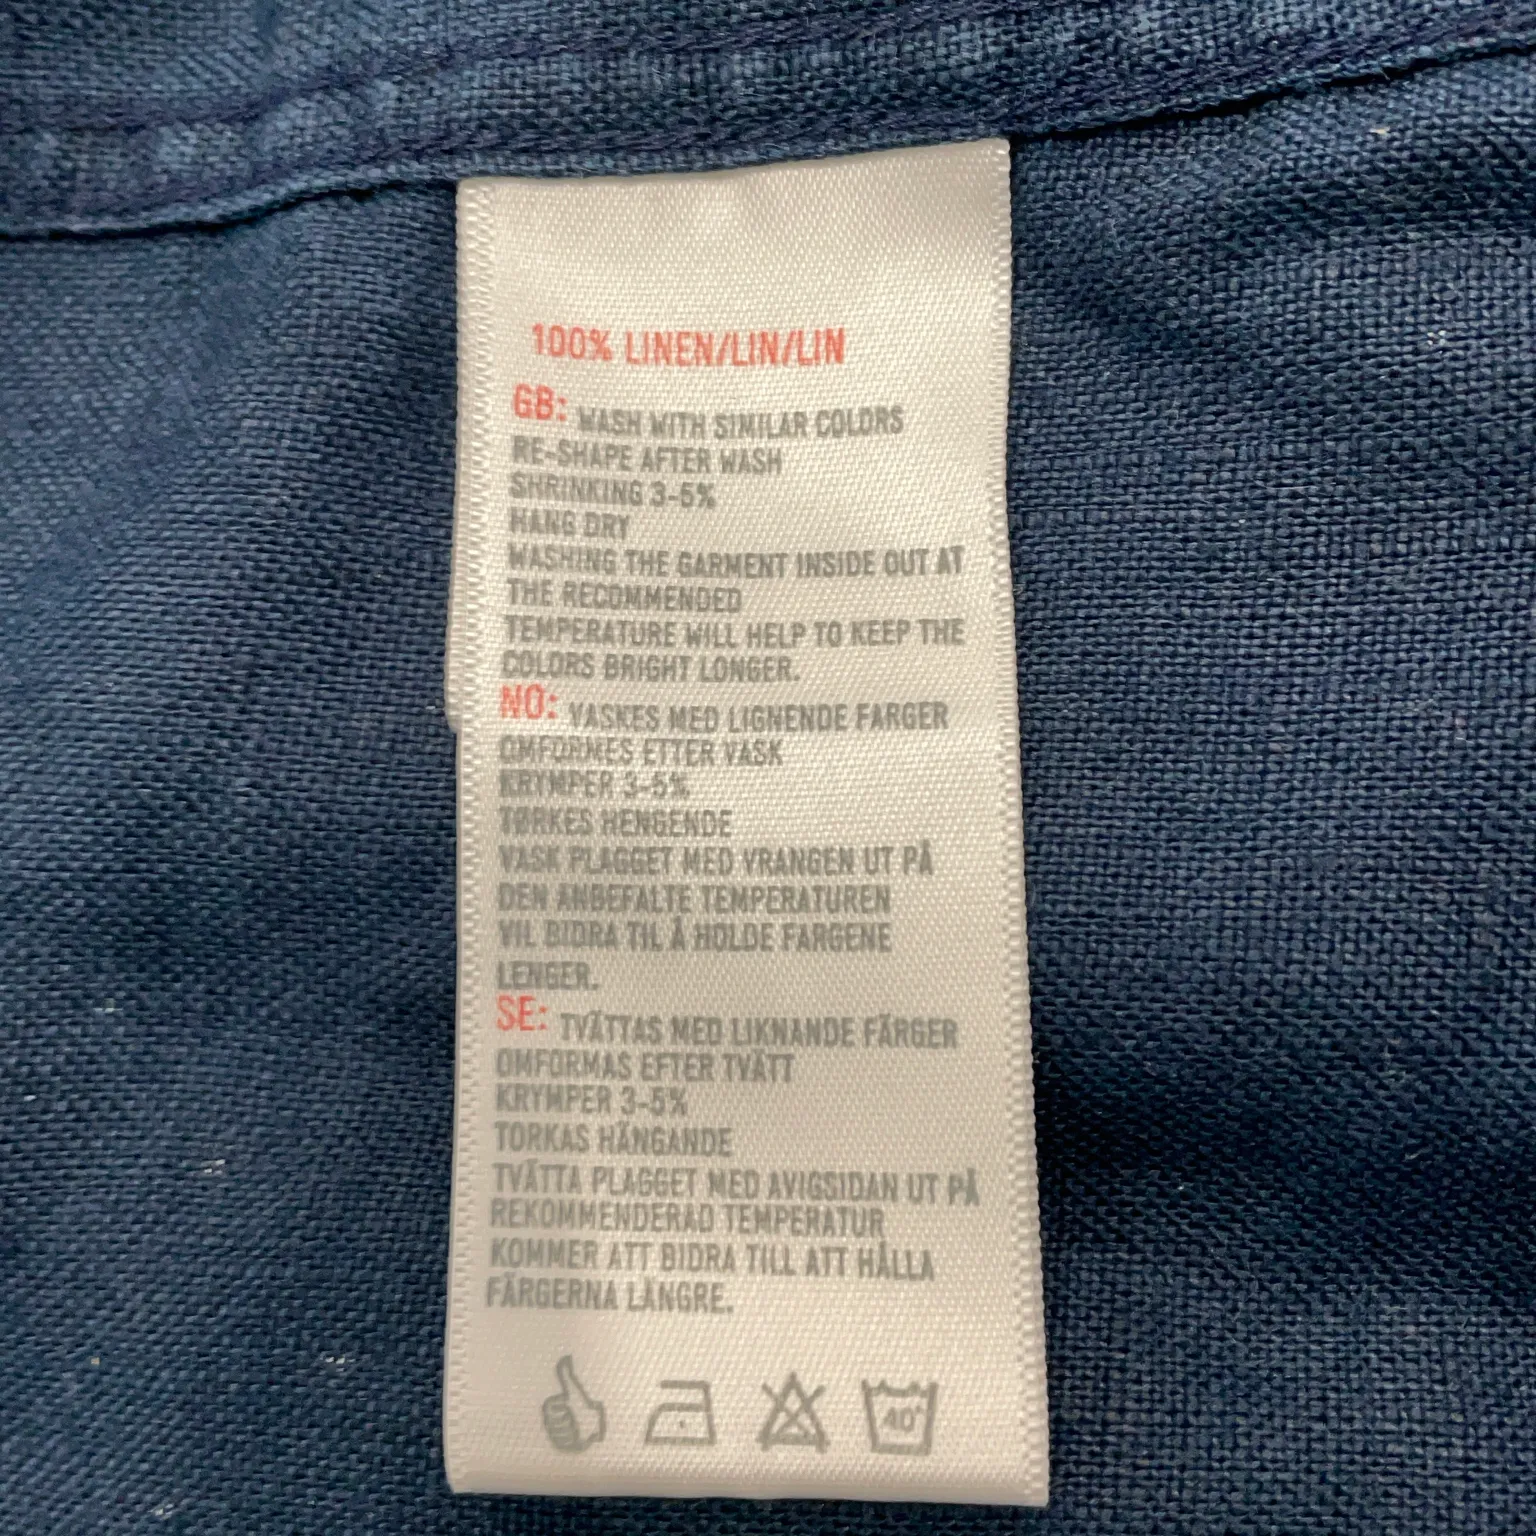 100% LINEN/LIN/LIN
GB: WASH WITH SIMILAR COLORS
RE-SHAPE AFTER WASH
SHRINKING 3-5%
HANG DRY
WASHING THE GARMENT INSIDE OUT AT
THE RECOMMENDED
TEMPERATURE WILL HELP TO KEEP THE
COLORS BRIGHT LONGER.
NO: VASKES MED LIGNENDE FARGER
OMFORMES ETTER VASK
KRYMPER 3-5%
TØRKES HENGENDE
VASK PLAGGET MED VRANGEN UT PÅ
DEN ANBEFALTE TEMPERATUREN
VIL BIDRA TIL Å HOLDE FARGENE
LENGER.
SE: TVÄTTAS MED LIKNANDE FÄRGER
OMFORMAS EFTER TVÄTT
KRYMPER 3-5%
TORKAS HÄNGANDE
TVÄTTA PLAGGET MED AVIGSIDAN UT PÅ
REKOMMENDERAD TEMPERATUR
KOMMER ATT BIDRA TILL ATT HÅLLA
FÄRGERNA LÄNGRE.
40°